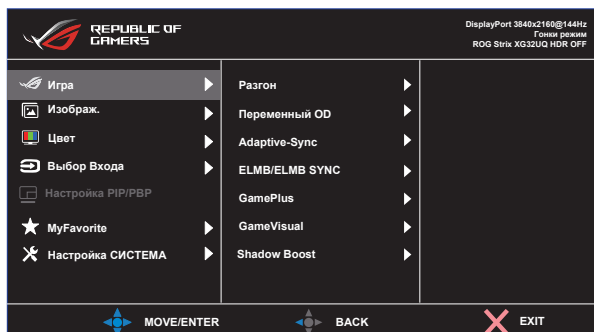 REPUBLIC OF
GAMERS
DisplayPort 3840x2160@144Hz
Гонки режим
ROG Strix XG32UQ HDR OFF
Игра
Изображ.
Цвет
Выбор Входа
Настройка PIP/PBP
MyFavorite
Настройка СИСТЕМА
Разгон
Переменный OD
Adaptive-Sync
ELMB/ELMB SYNC
GamePlus
GameVisual
Shadow Boost
MOVE/ENTER
BACK
EXIT